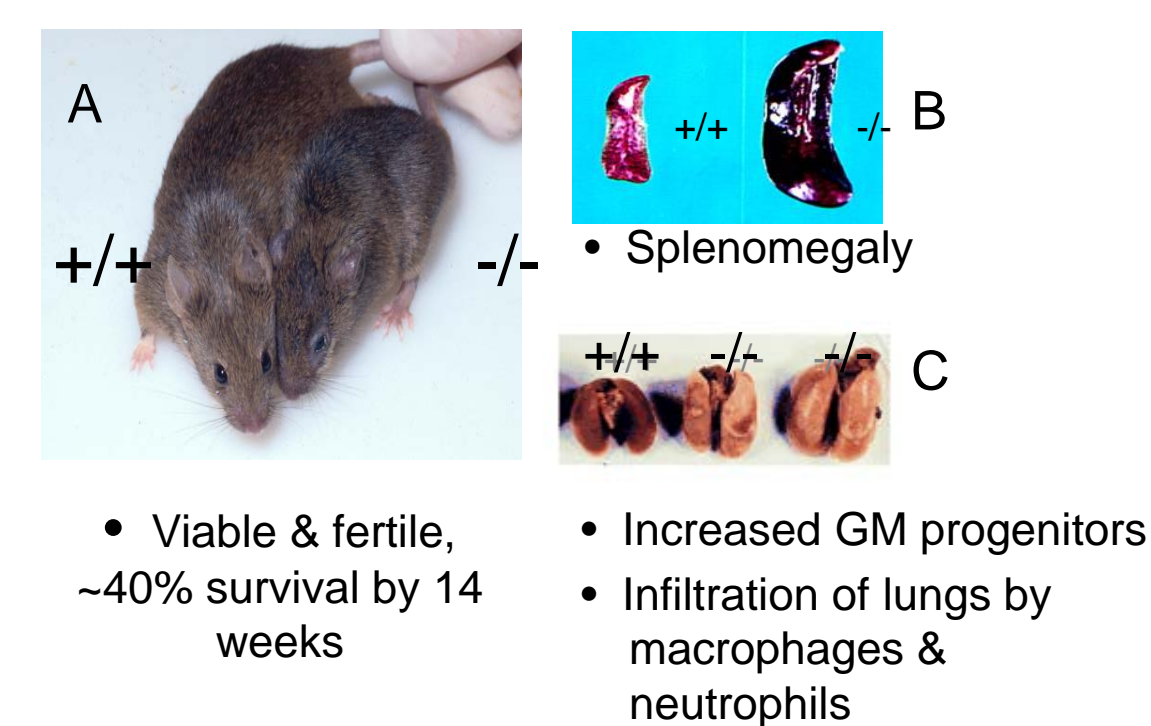 A
+/+
-/-
• Viable & fertile,
~40% survival by 14
weeks
+/+
-/-
B
• Splenomegaly
+/+ -/- -/-
C
• Increased GM progenitors
• Infiltration of lungs by
macrophages &
neutrophils